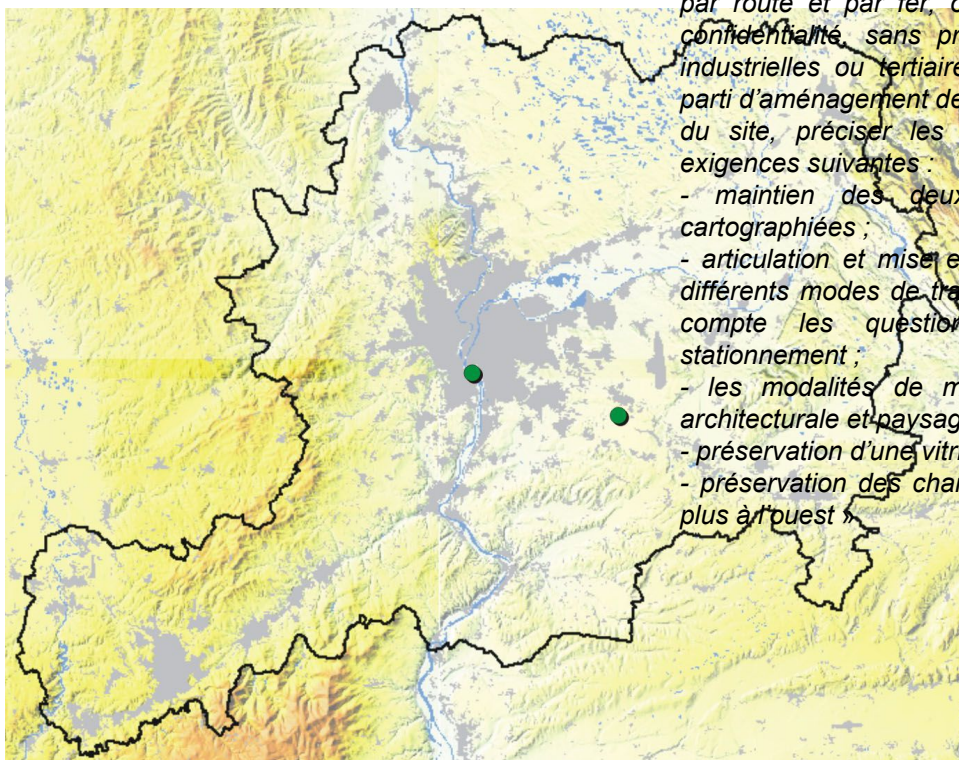 par route et par fer,
confidentialité, sans
industrielles ou tertiaire
parti d'aménagement de
du site, préciser les
exigences suivantes :
- maintien des deux
cartographiées ;
- articulation et mise e
différents modes de tra
compte les question
stationnement ;
- les modalités de m
architecturale et paysag
- préservation d'une vitr
- préservation des char
plus à l'ouest »